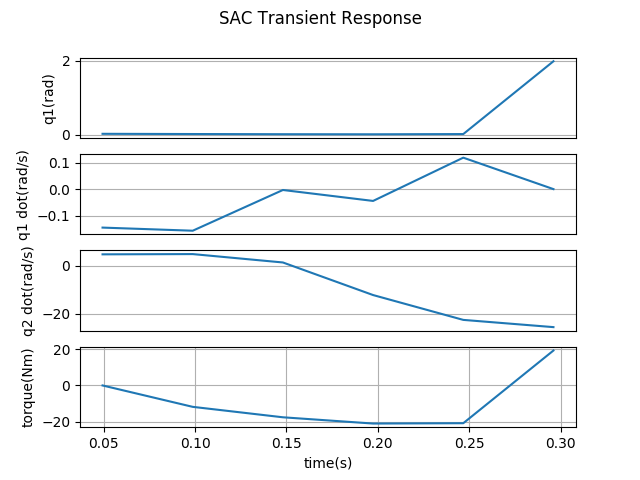 SAC Transient Response
q1(rad)
2
0
q1 dot(rad/s)
0.1
0.0
−0.1
q2 dot(rad/s)
0
−20
torque(Nm)
20
0
−20
0.05 0.10 0.15 0.20 0.25 0.30
time(s)